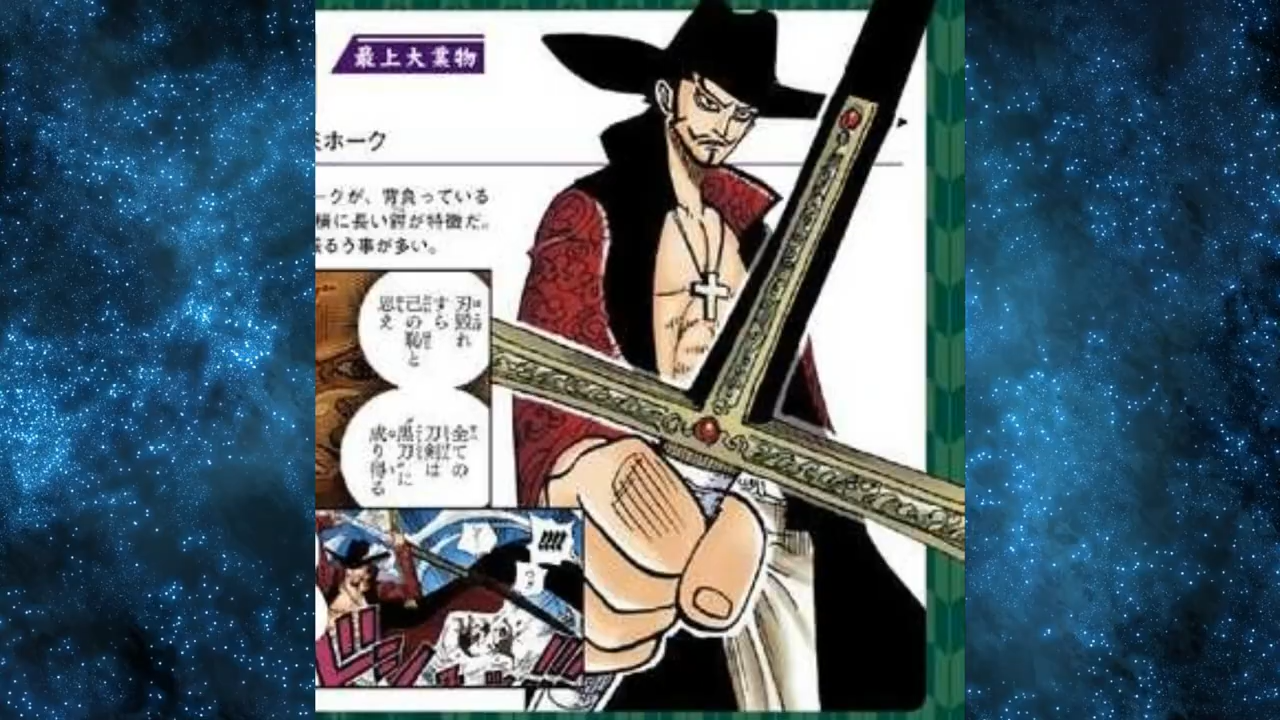 最上大業物
ホーク
ークが、背負っている
横に長い鍔が特徴だ。
るう事が多い。
刃毀れ
すら
己の恥と
思え
全ての
刀剣は
黒刀に
成り得る